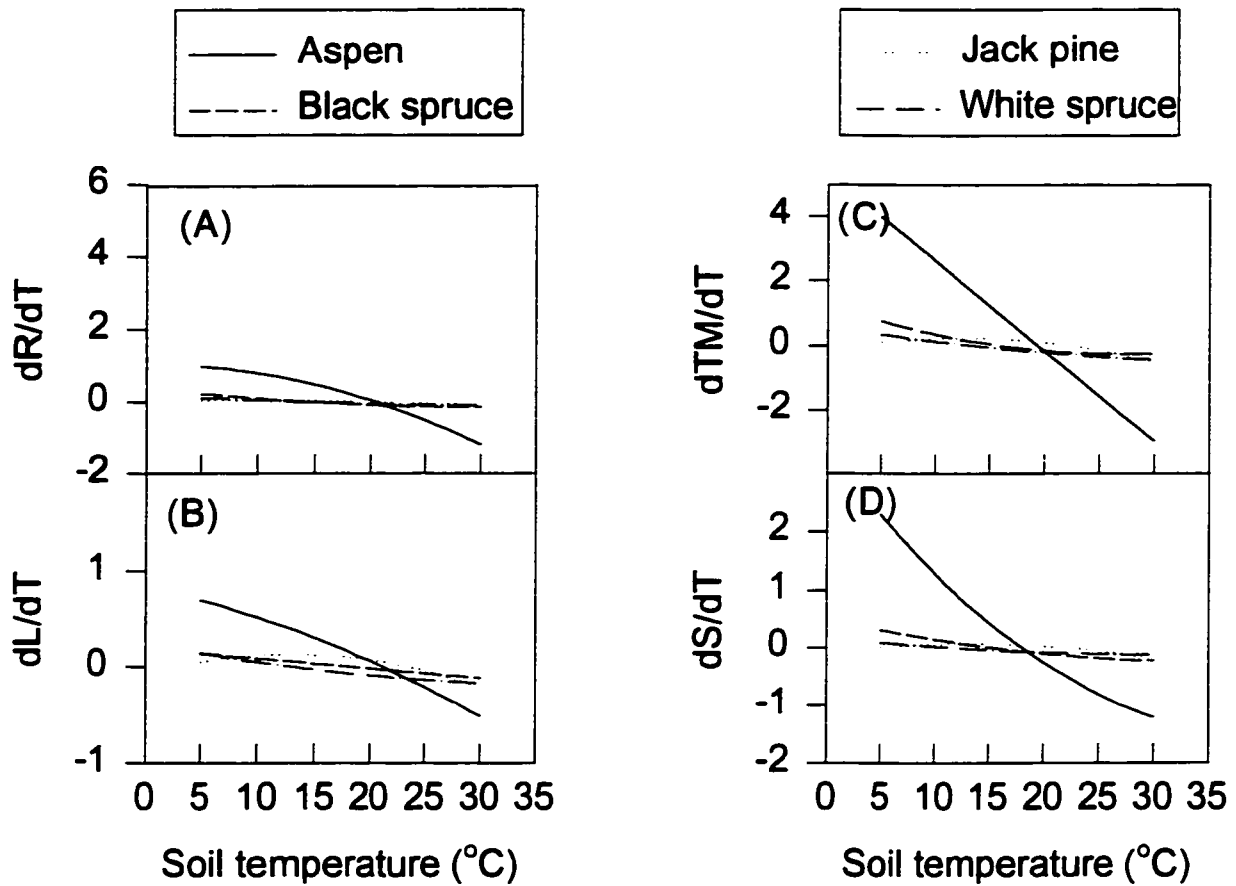 Aspen
Black spruce
Jack pine
White spruce
(A)
dR/dT
6
4
2
0
-2
(B)
dL/dT
1
0
-1
0 5 10 15 20 25 30 35
Soil temperature (°C)
(C)
dTM/dT
4
2
0
-2
(D)
dS/dT
2
1
0
-1
-2
0 5 10 15 20 25 30 35
Soil temperature (°C)